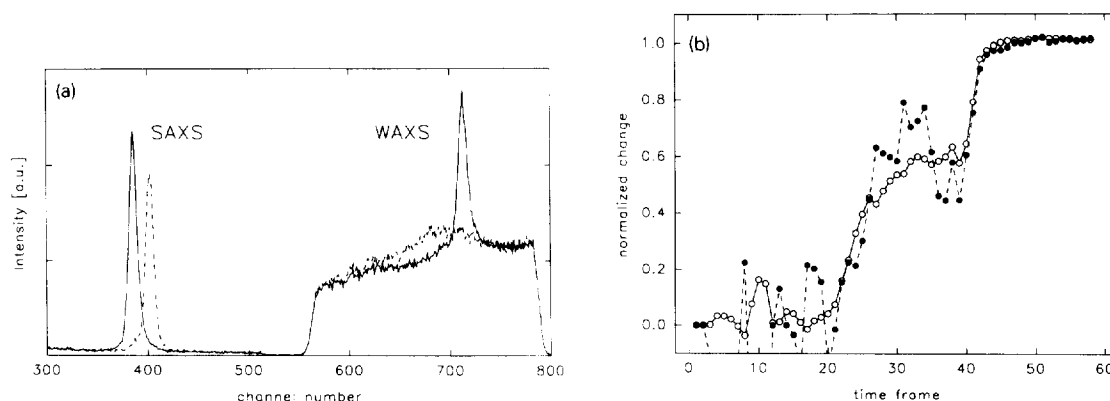 (a)
SAXS
WAXS
Intensity [a.u.]
300 400 500 600 700 800
channel number
(b)
1.0
0.8
0.6
0.4
0.2
0.0
normalized change
0 10 20 30 40 50 60
time frame